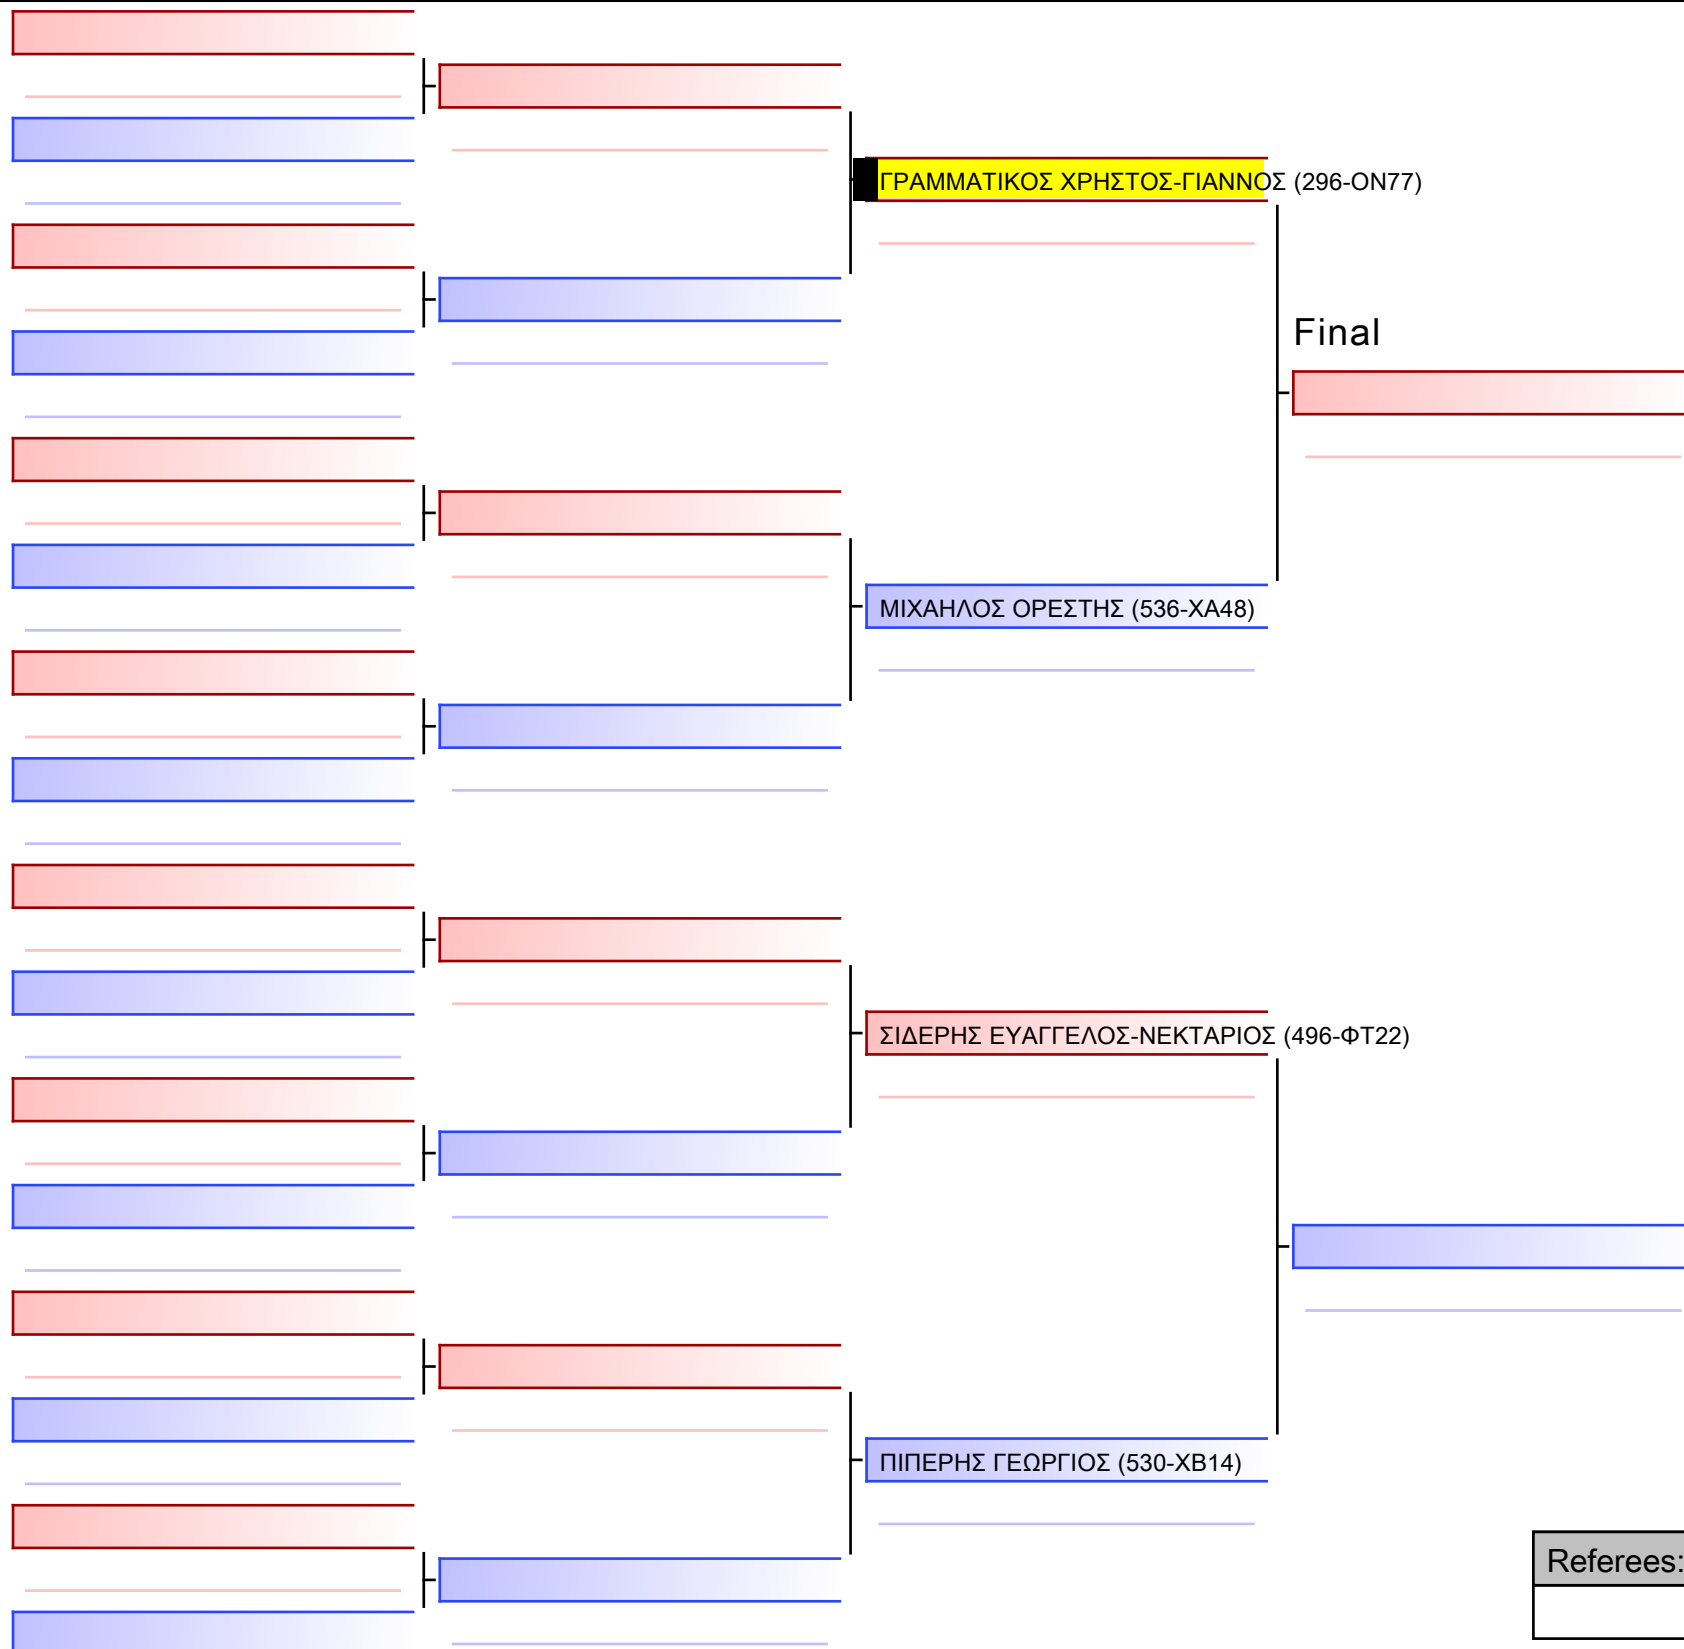 ΓΡΑΜΜΑΤΙΚΟΣ ΧΡΗΣΤΟΣ-ΓΙΑΝΝΟΣ (296-ΟΝ77)
Final
ΜΙΧΑΗΛΟΣ ΟΡΕΣΤΗΣ (536-ΧΑ48)
ΣΙΔΕΡΗΣ ΕΥΑΓΓΕΛΟΣ-ΝΕΚΤΑΡΙΟΣ (496-ΦΤ22)
ΠΙΠΕΡΗΣ ΓΕΩΡΓΙΟΣ (530-ΧΒ14)
Referees: